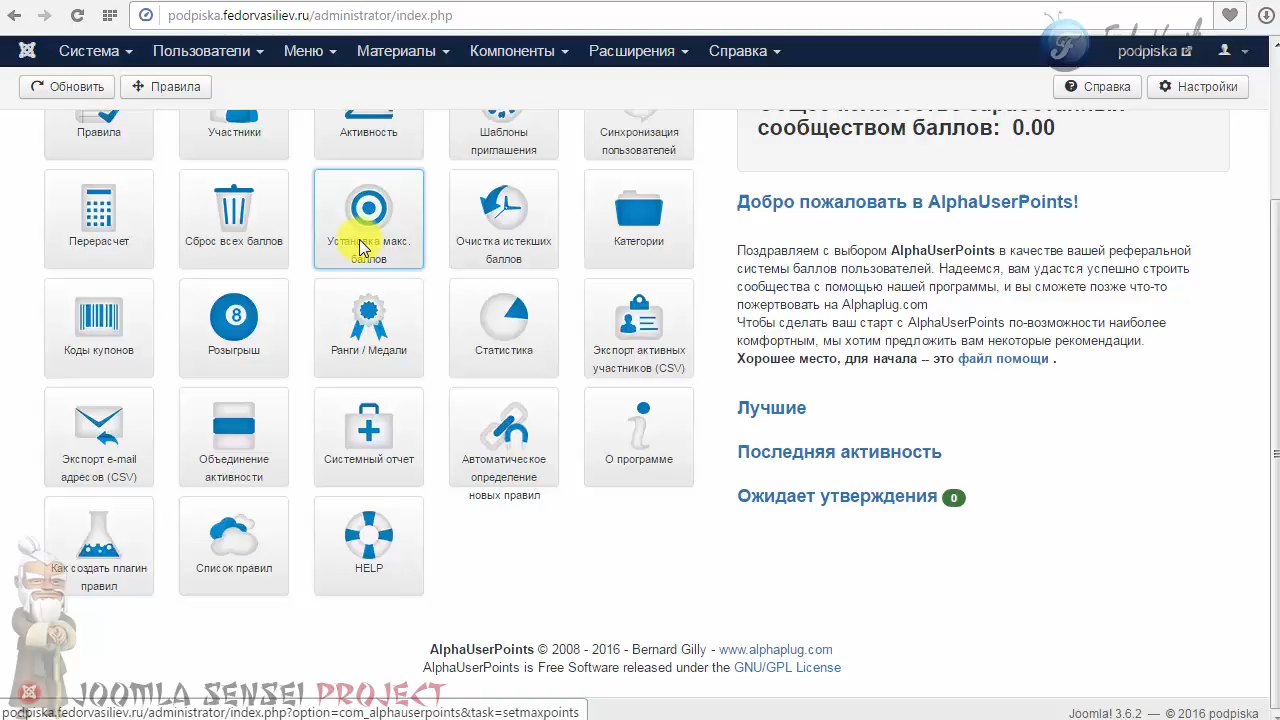 podpiska.fedorvasiliev.ru/administrator/index.php
Система Пользователи Меню Материалы Компоненты Расширения Справка podpiska
Обновить Правила Справка Настройки
Правила
Участники
Активность
Шаблоны
приглашения
Синхронизация
пользователей
сообществом баллов: 0.00
Перерасчет
Сброс всех баллов
Установка макс.
баллов
Очистка истекших
баллов
Категории
Добро пожаловать в AlphaUserPoints!
Поздравляем с выбором AlphaUserPoints в качестве вашей реферальной
системы баллов пользователей. Надеемся, вам удастся успешно строить
сообщества с помощью нашей программы, и вы сможете позже что-то
пожертвовать на Alphaplug.com
Чтобы сделать ваш старт с AlphaUserPoints по-возможности наиболее
комфортным, мы хотим предложить вам некоторые рекомендации.
Хорошее место, для начала -- это файл помощи .
Коды купонов
8
Розыгрыш
Ранги / Медали
Статистика
Экспорт активных
участников (CSV)
Лучшие
Последняя активность
Ожидает утверждения 0
Экспорт e-mail
адресов (CSV)
Объединение
активности
Системный отчет
Автоматическое
определение
новых правил
О программе
Как создать плагин
правил
Список правил
HELP
AlphaUserPoints © 2008 - 2016 - Bernard Gilly - www.alphaplug.com
AlphaUserPoints is Free Software released under the GNU/GPL License
JOOMLA SENSEI PROJECT
podpiska.fedorvasiliev.ru/administrator/index.php?option=com_alphauserpoints&task=setmaxpoints
Joomla! 3.6.2 — © 2016 podpiska